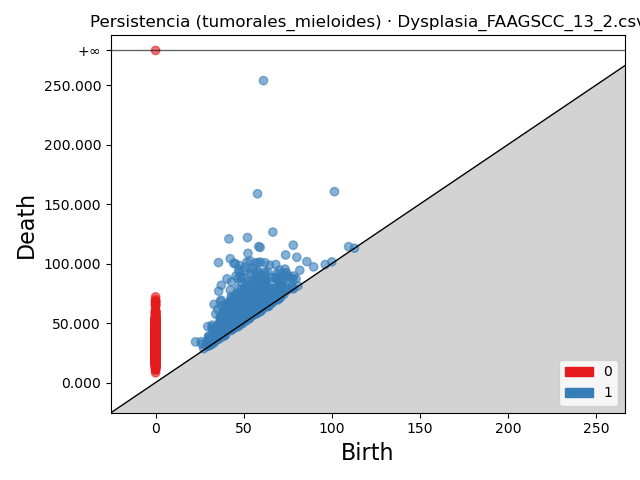 Persistencia (tumorales_mieloides) · Dysplasia_FAAGSCC_13_2.csv
+∞
250.000
200.000
150.000
100.000
50.000
0.000
Death
0
1
0 50 100 150 200 250
Birth